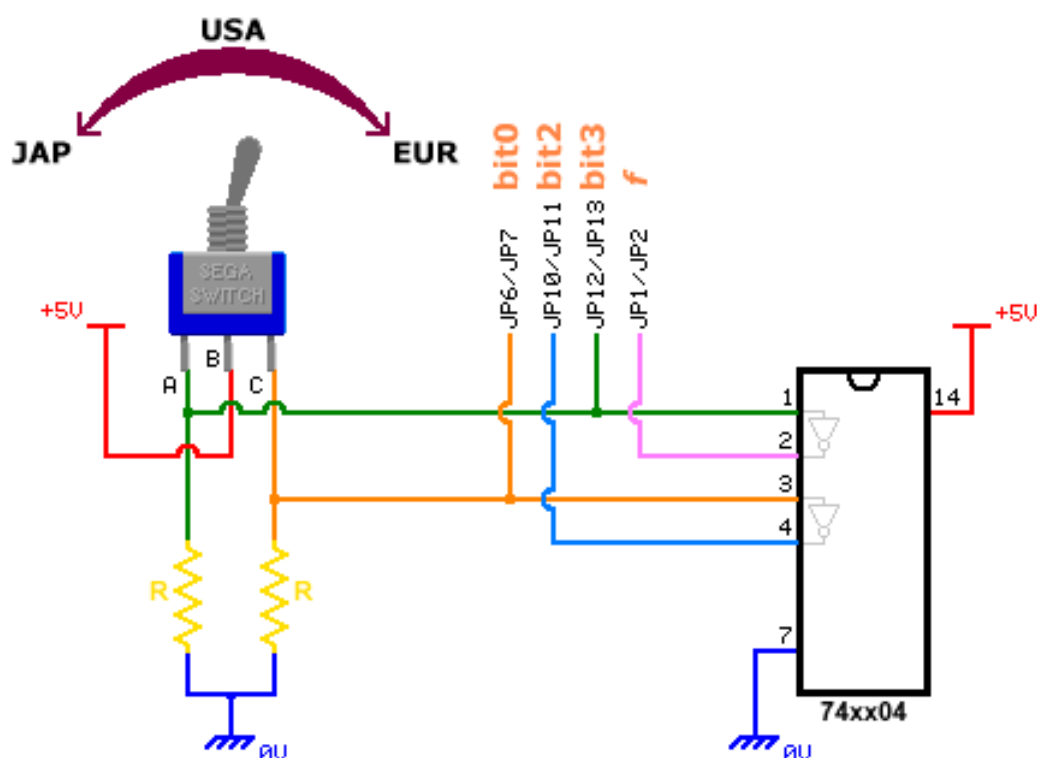 USA
JAP
EUR
bit0
bit2
bit3
f
JP6/JP7
JP10/JP11
JP12/JP13
JP1/JP2
SEGA
SWITCH
+5V
+5V
A
B
C
1
14
2
3
4
R
R
7
74xx04
0V
0V